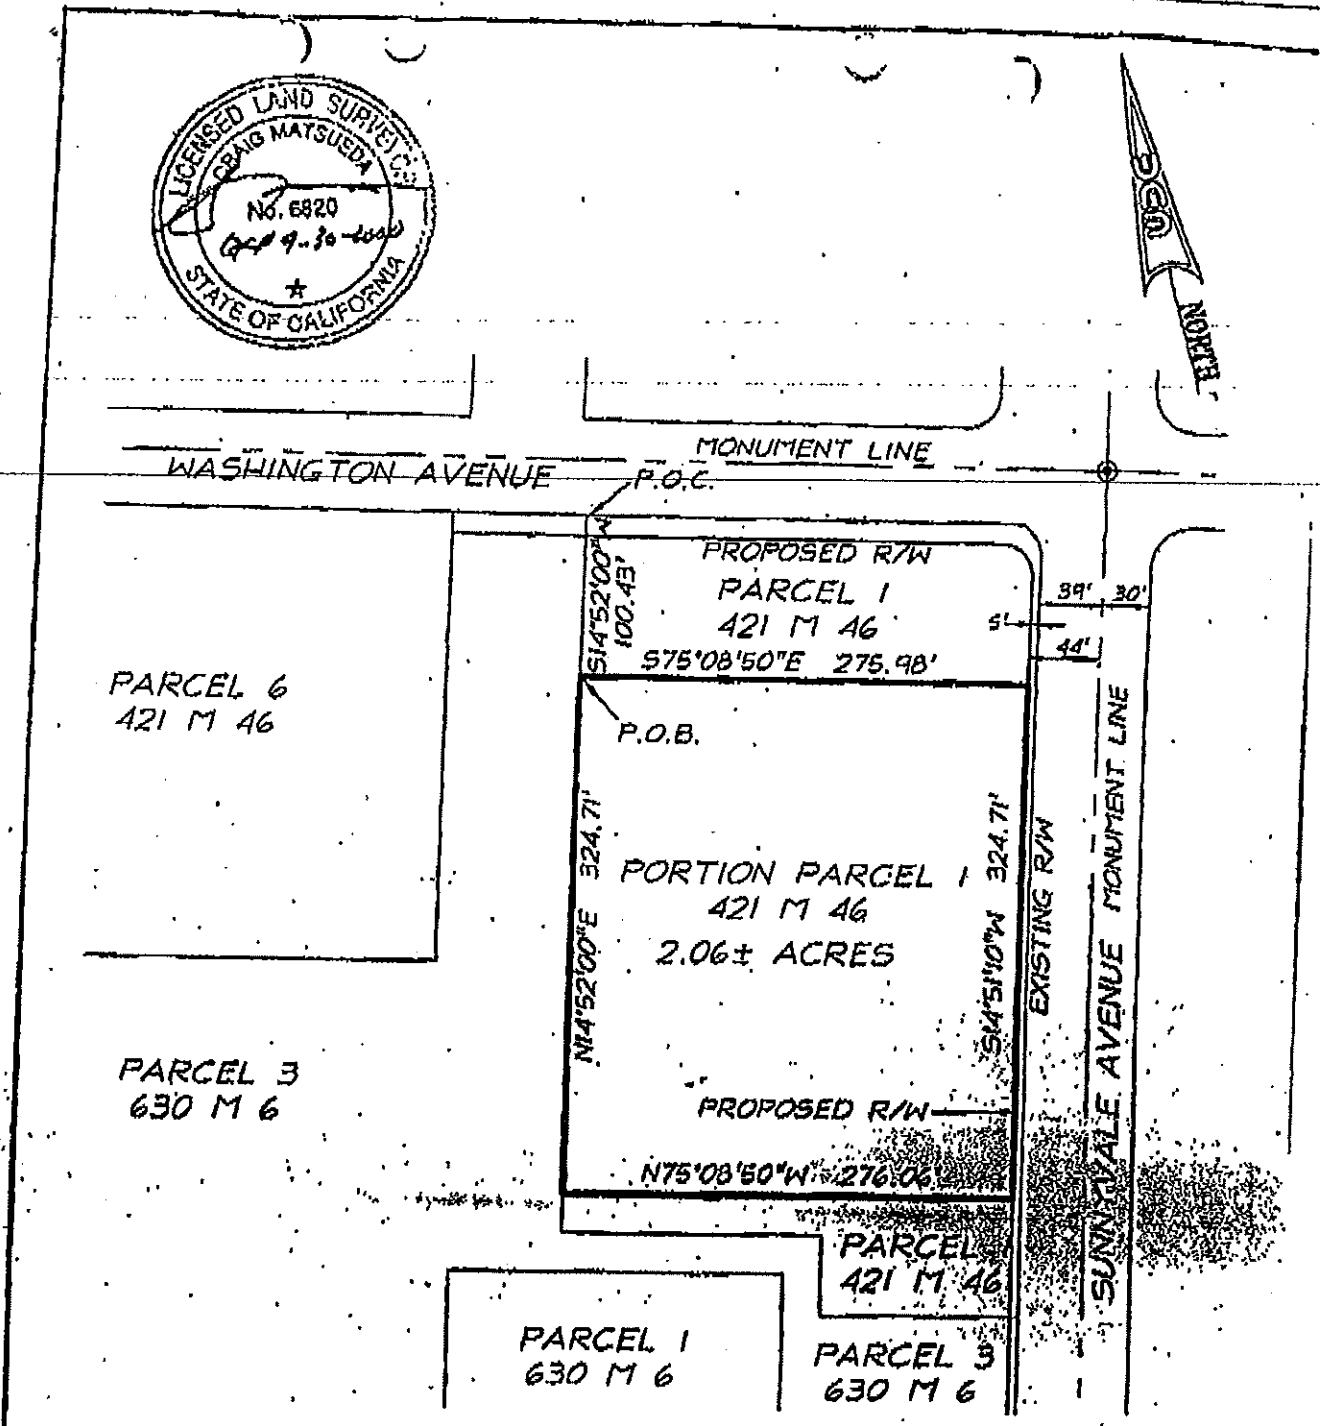 LICENSED LAND SURVEYOR
CRAIG MATSUEDA
No. 6820
STATE OF CALIFORNIA
NORTH
MONUMENT LINE
WASHINGTON AVENUE
P.O.C.
S14°52'00"W
100.43'
PROPOSED R/W
PARCEL 1
421 M 46
S75°08'50"E 275.98'
39' 30'
5'
44'
PARCEL 6
421 M 46
P.O.B.
N14°52'00"E 324.71'
PORTION PARCEL 1
421 M 46
2.06± ACRES
S14°51'10"W 324.71'
EXISTING R/W
SUNNYVALE AVENUE MONUMENT LINE
PARCEL 3
630 M 6
PROPOSED R/W
N75°08'50"W 276.06'
PARCEL
421 M 46
PARCEL 1
630 M 6
PARCEL 3
630 M 6